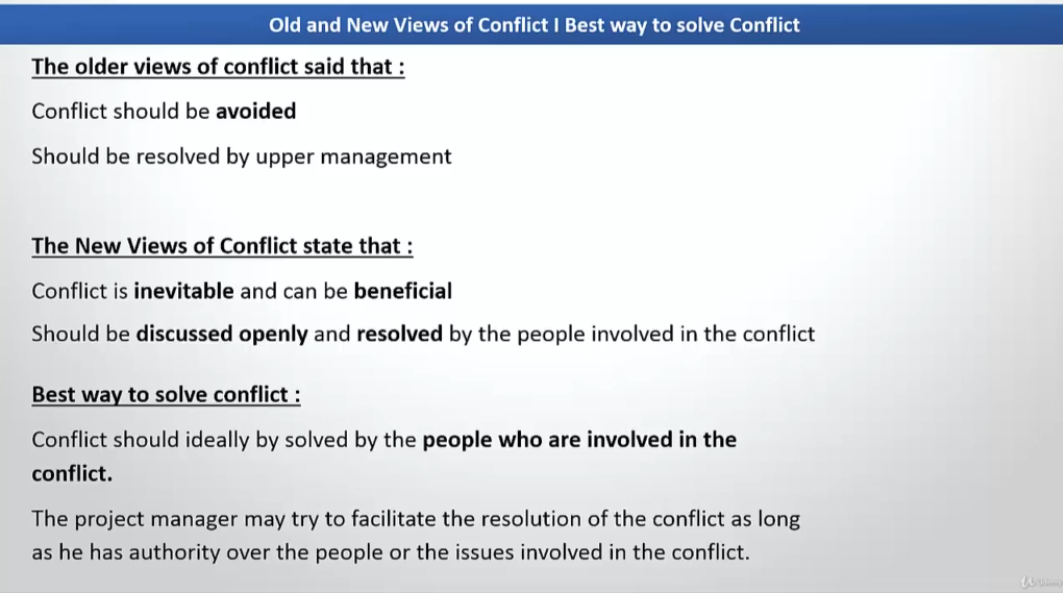 Old and New Views of Conflict I Best way to solve Conflict
The older views of conflict said that :
Conflict should be avoided
Should be resolved by upper management
The New Views of Conflict state that :
Conflict is inevitable and can be beneficial
Should be discussed openly and resolved by the people involved in the conflict
Best way to solve conflict :
Conflict should ideally by solved by the people who are involved in the
conflict.
The project manager may try to facilitate the resolution of the conflict as long
as he has authority over the people or the issues involved in the conflict.